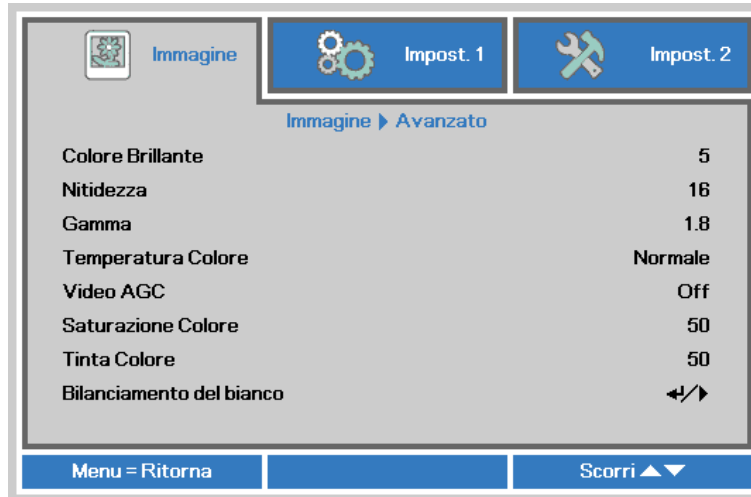 Immagine
Impost. 1
Impost. 2
Immagine ▶ Avanzato
Colore Brillante 5
Nitidezza 16
Gamma 1.8
Temperatura Colore Normale
Video AGC Off
Saturazione Colore 50
Tinta Colore 50
Bilanciamento del bianco ↵/▶
Menu = Ritorna
Scorri ▲▼